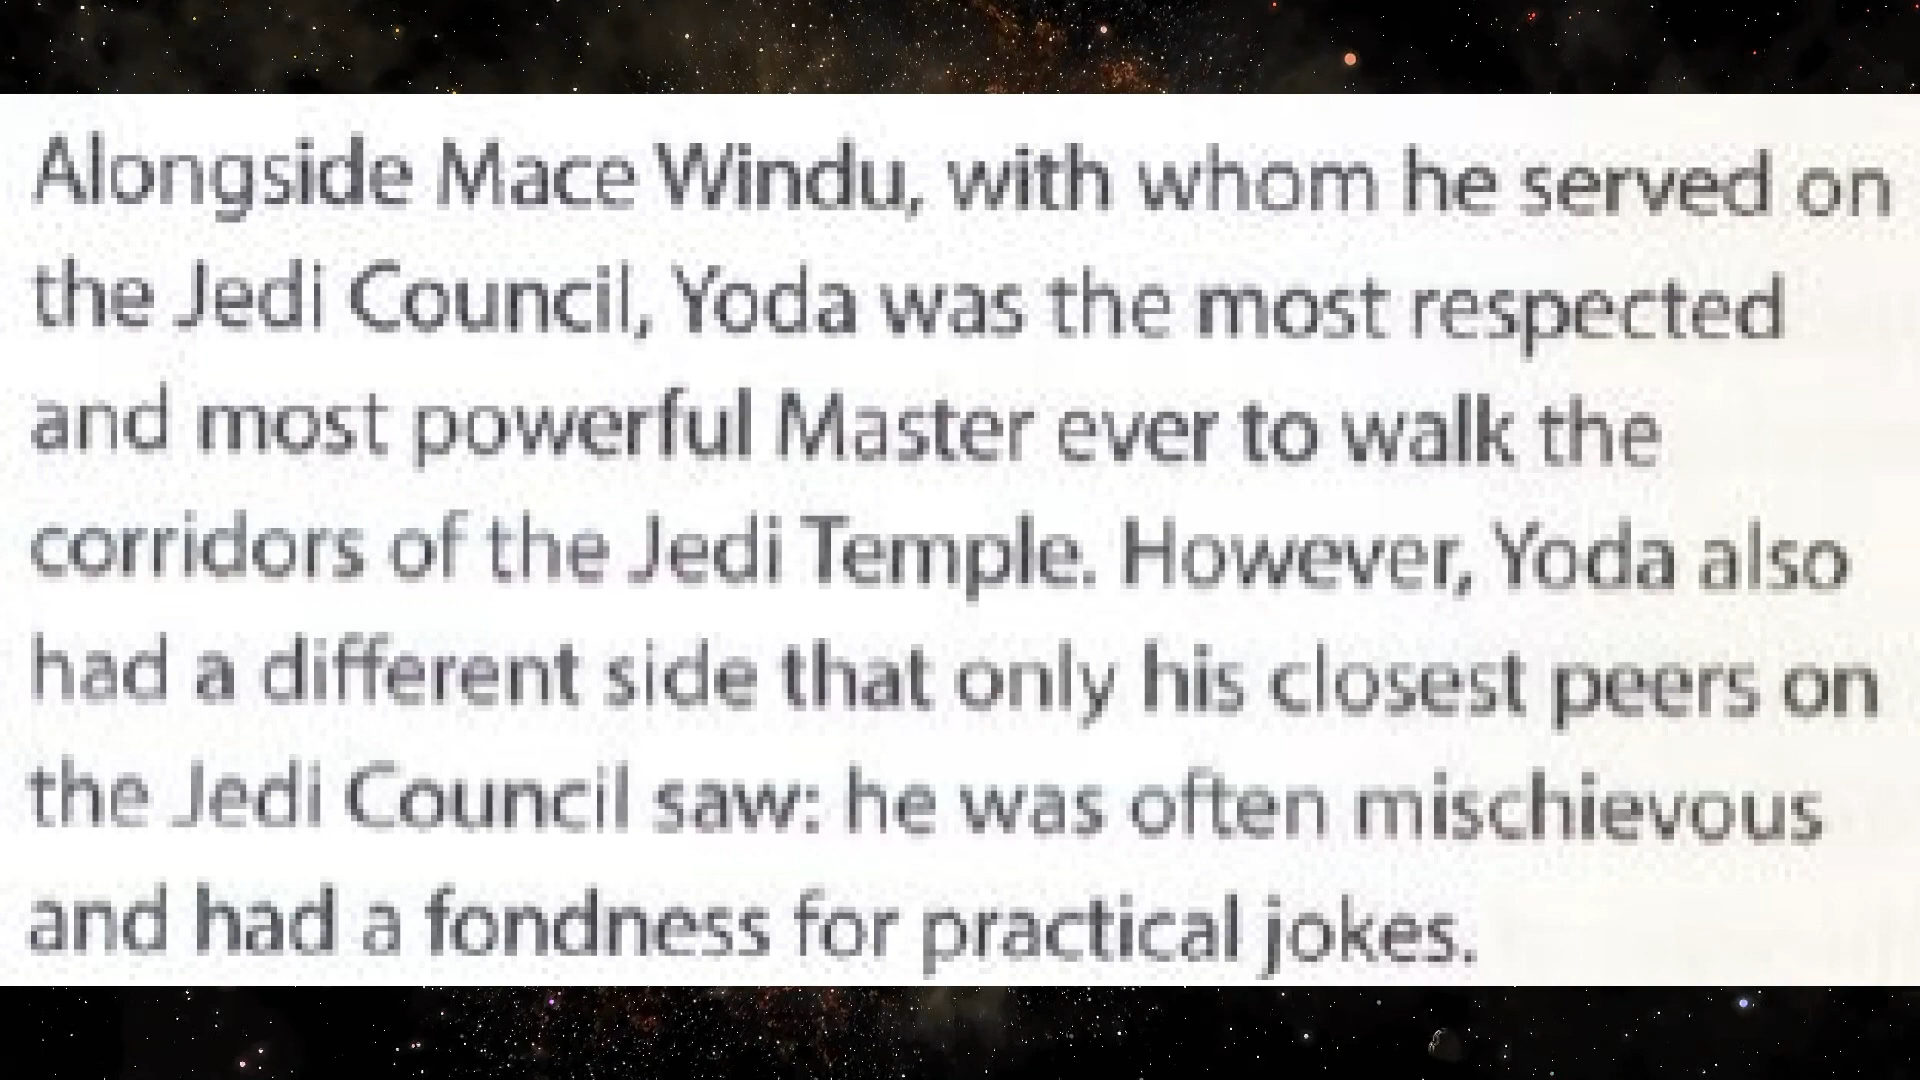 Alongside Mace Windu, with whom he served on
the Jedi Council, Yoda was the most respected
and most powerful Master ever to walk the
corridors of the Jedi Temple. However, Yoda also
had a different side that only his closest peers on
the Jedi Council saw: he was often mischievous
and had a fondness for practical jokes.